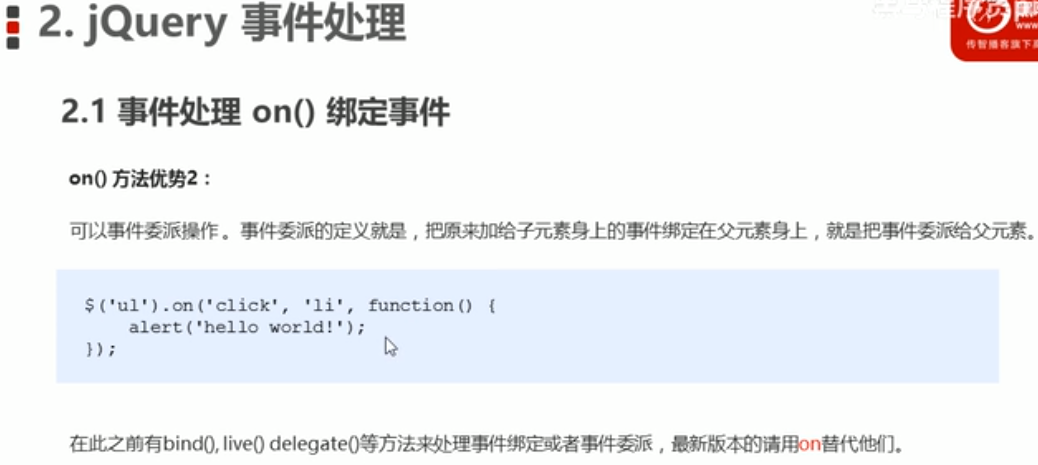 2. jQuery 事件处理
传智播客旗下
2.1 事件处理 on() 绑定事件
on() 方法优势2：
可以事件委派操作 。事件委派的定义就是，把原来加给子元素身上的事件绑定在父元素身上，就是把事件委派给父元素。
$('ul').on('click', 'li', function() {
    alert('hello world!');
});
在此之前有bind(), live() delegate()等方法来处理事件绑定或者事件委派，最新版本的请用on替代他们。